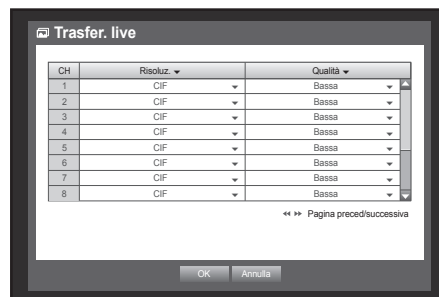 Trasfer. live
CH Risoluz. Qualità
1 CIF Bassa
2 CIF Bassa
3 CIF Bassa
4 CIF Bassa
5 CIF Bassa
6 CIF Bassa
7 CIF Bassa
8 CIF Bassa
Pagina preced/successiva
OK Annulla